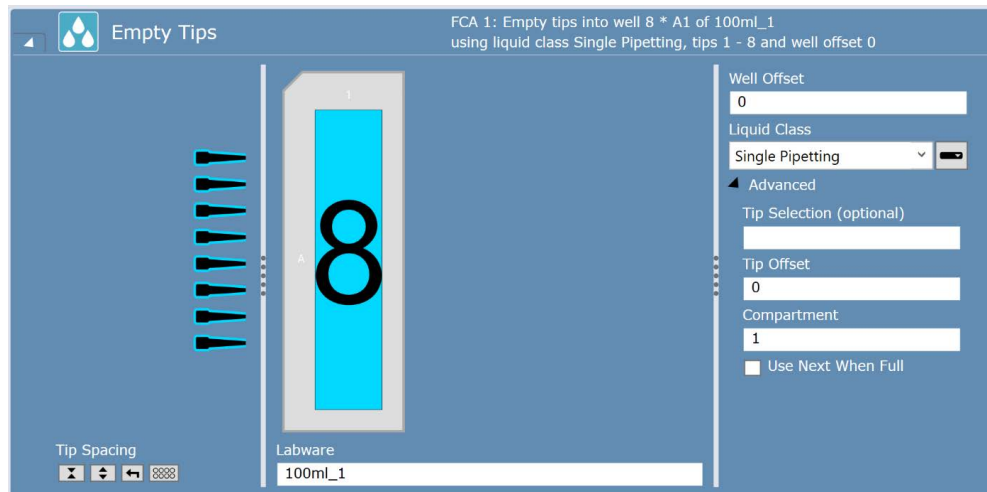 Empty Tips
FCA 1: Empty tips into well 8 * A1 of
100ml_1
using liquid class Single Pipetting, tips 1 - 8 and well offset 0
1
A
8
Tip Spacing
Labware
100ml_1
Well Offset
0
Liquid Class
Single Pipetting
Advanced
Tip Selection (optional)
Tip Offset
0
Compartment
1
Use Next When Full